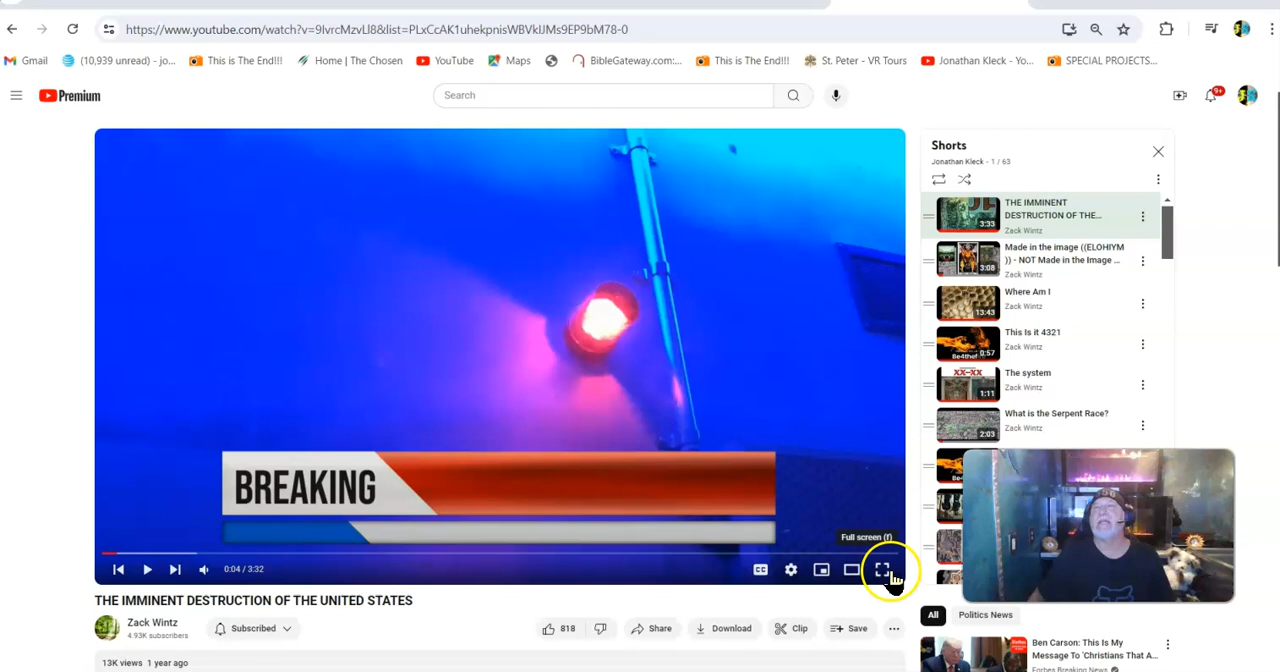 https://www.youtube.com/watch?v=9IvrcMzvLl8&list=PLxCcAK1uhekpnisWBVkIJMs9EP9bM78-0
Gmail
(10,939 unread) - jo...
This is The End!!!
Home | The Chosen
YouTube
Maps
BibleGateway.com:...
This is The End!!!
St. Peter - VR Tours
Jonathan Kleck - Yo...
SPECIAL PROJECTS...
Premium
Search
9+
BREAKING
Full screen (f)
CC
0:04 / 3:32
Shorts
Jonathan Kleck - 1 / 63
THE IMMINENT
DESTRUCTION OF THE...
Zack Wintz
3:33
Made in the image ((ELOHIYM
)) - NOT Made in the Image ...
Zack Wintz
3:08
Where Am I
Zack Wintz
13:43
This Is it 4321
Zack Wintz
Be4thef
0:57
The system
Zack Wintz
XX-XX
1:11
What is the Serpent Race?
Zack Wintz
2:03
THE IMMINENT DESTRUCTION OF THE UNITED STATES
Zack Wintz
4.93K subscribers
Subscribed
818
Share
Download
Clip
Save
13K views 1 year ago
All
Politics News
Ben Carson: This Is My
Message To 'Christians That A...
Forbes Breaking News